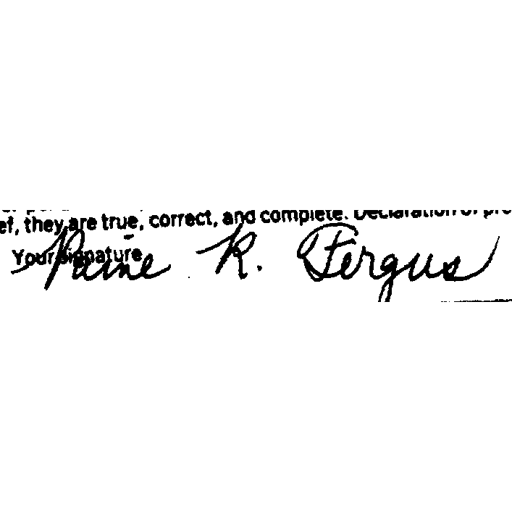 ef, they are true, correct, and complete. Declaration of pre
Your signature
Paine R. Fergus